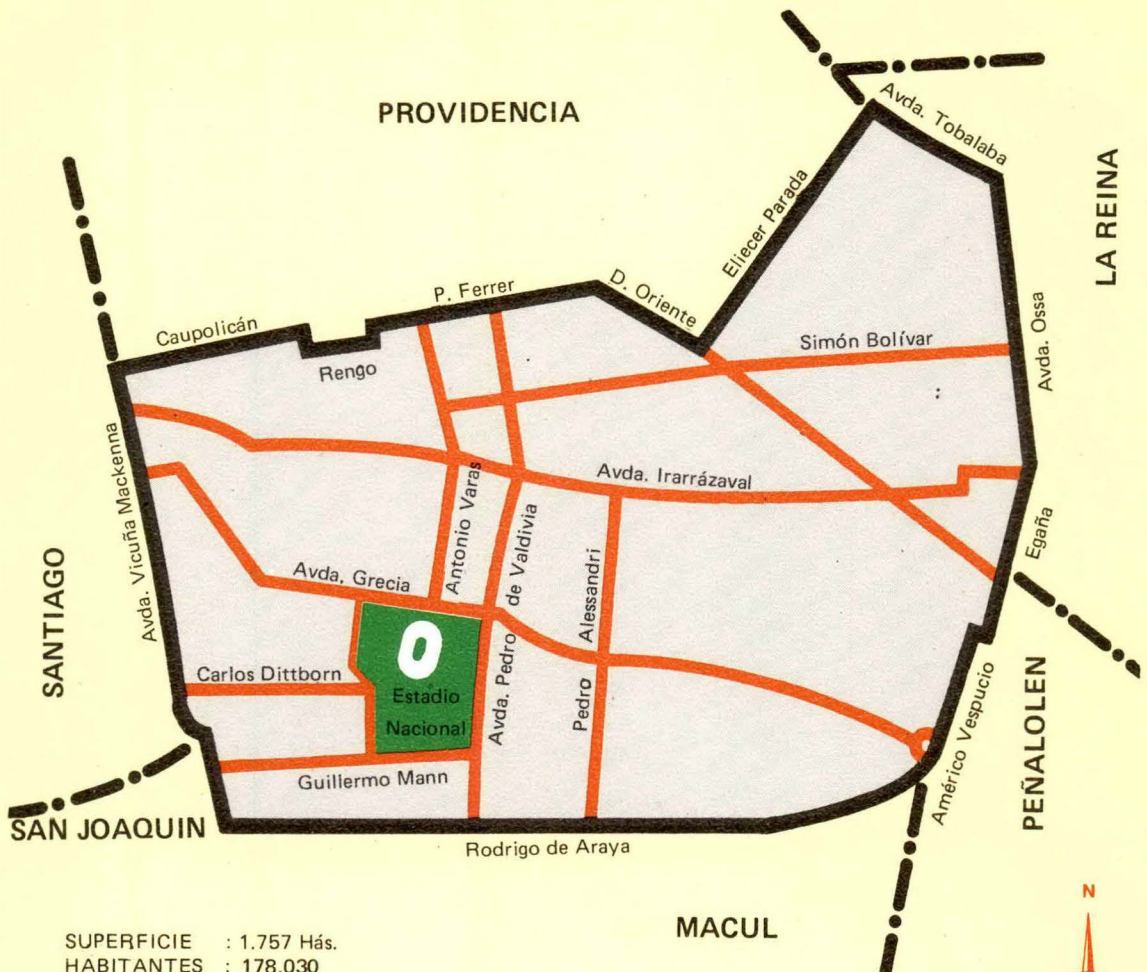 PROVIDENCIA
Avda. Tobalaba
LA REINA
Eliecer Parada
D. Oriente
P. Ferrer
Caupolicán
Rengo
Simón Bolívar
Avda. Ossa
Avda. Vicuña Mackenna
Avda. Irarrázaval
Antonio Varas
Avda. Pedro de Valdivia
Pedro Alessandri
Egaña
SANTIAGO
Avda. Grecia
O
Estadio
Nacional
Carlos Dittborn
Guillermo Mann
Américo Vespucio
PEÑALOLEN
SAN JOAQUIN
Rodrigo de Araya
MACUL
N
SUPERFICIE : 1.757 Hás.
HABITANTES : 178.030